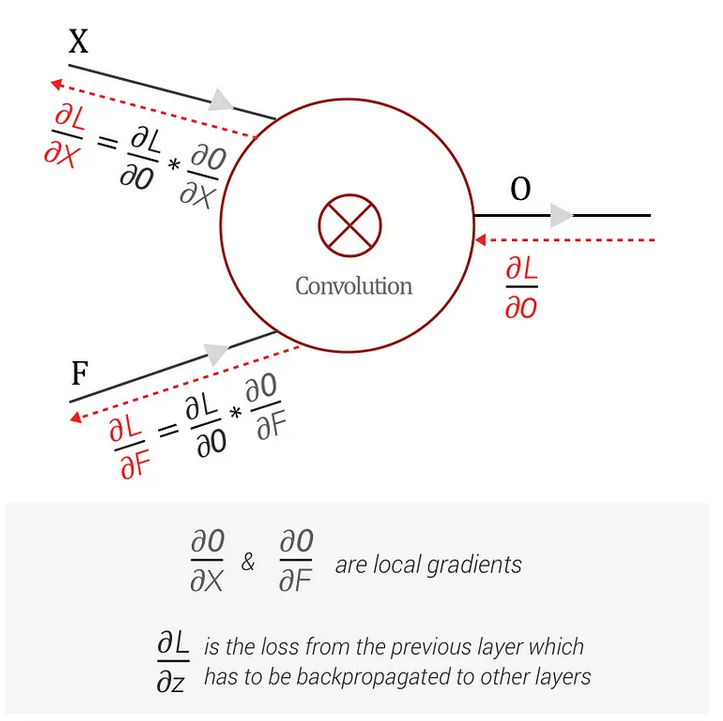 X
∂L/∂X = ∂L/∂O * ∂O/∂X
O
∂L/∂O
Convolution
F
∂L/∂F = ∂L/∂O * ∂O/∂F
∂O/∂X & ∂O/∂F are local gradients
∂L/∂z is the loss from the previous layer which
has to be backpropagated to other layers